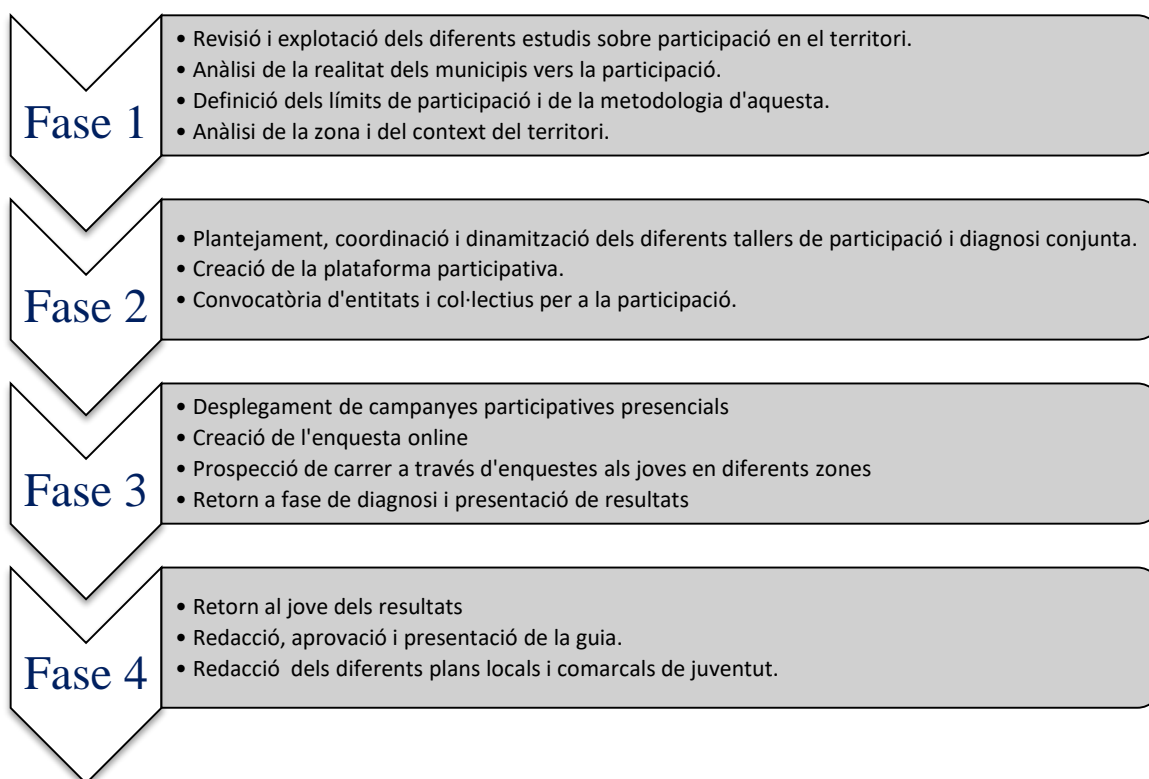 Fase 1
• Revisió i explotació dels diferents estudis sobre participació en el territori.
• Anàlisi de la realitat dels municipis vers la participació.
• Definició dels límits de participació i de la metodologia d'aquesta.
• Anàlisi de la zona i del context del territori.
Fase 2
• Plantejament, coordinació i dinamització dels diferents tallers de participació i diagnosi conjunta.
• Creació de la plataforma participativa.
• Convocatòria d'entitats i col·lectius per a la participació.
Fase 3
• Desplegament de campanyes participatives presencials
• Creació de l'enquesta online
• Prospecció de carrer a través d'enquestes als joves en diferents zones
• Retorn a fase de diagnosi i presentació de resultats
Fase 4
• Retorn al jove dels resultats
• Redacció, aprovació i presentació de la guia.
• Redacció  dels diferents plans locals i comarcals de juventut.